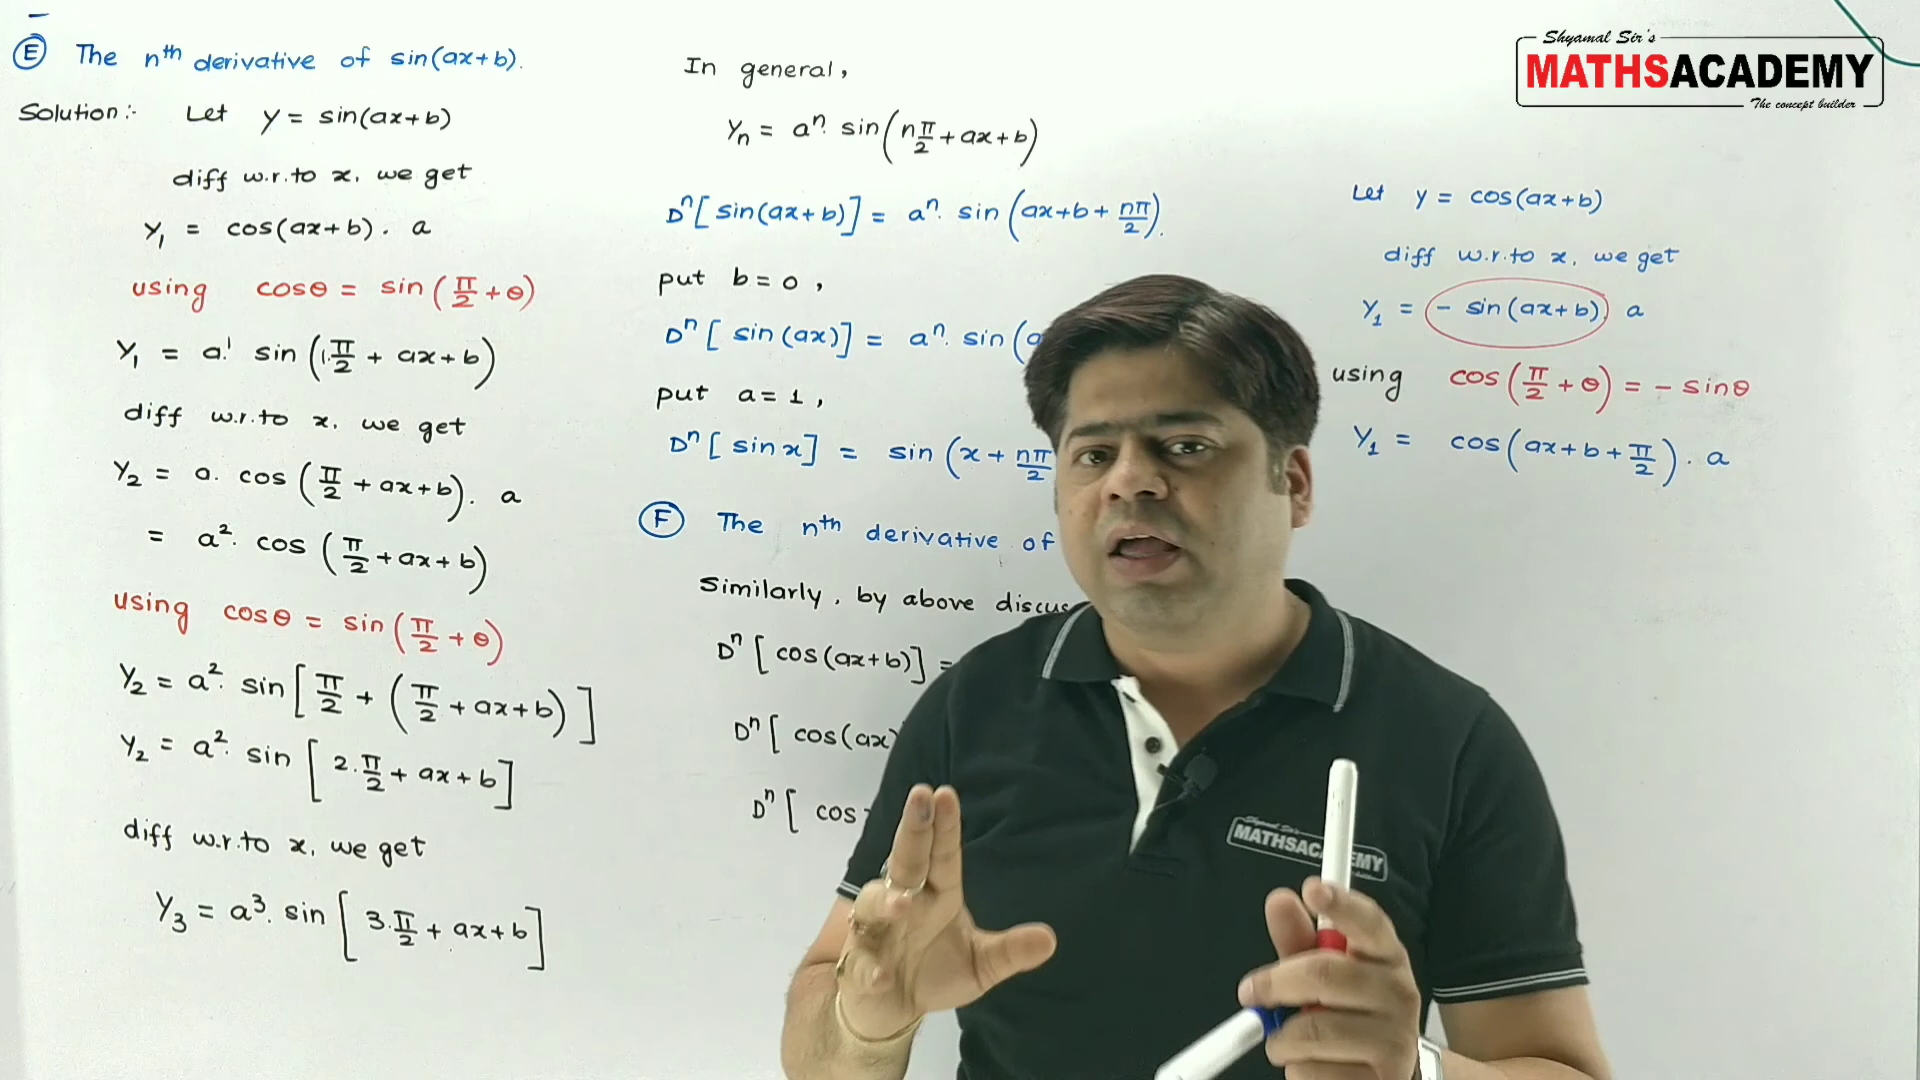 Ⓔ The nth derivative of sin(ax+b).
Solution:- Let y = sin(ax+b)
diff w.r.to x, we get
y₁ = cos(ax+b). a
using cosθ = sin(π/2 + θ)
y₁ = a¹ sin(1.π/2 + ax+b)
diff w.r.to x, we get
y₂ = a. cos(π/2 + ax+b). a
= a². cos(π/2 + ax+b)
using cosθ = sin(π/2 + θ)
y₂ = a². sin[π/2 + (π/2 + ax+b)]
y₂ = a². sin[2.π/2 + ax+b]
diff w.r.to x, we get
y₃ = a³. sin[3.π/2 + ax+b]
In general,
yₙ = aⁿ. sin(nπ/2 + ax+b)
Dⁿ[sin(ax+b)] = aⁿ. sin(ax+b + nπ/2).
put b = 0,
Dⁿ[sin(ax)] = aⁿ. sin(
put a = 1,
Dⁿ[sin x] = sin(x + nπ/2
Ⓕ The nth derivative of
Similarly, by above
Dⁿ[cos(ax+b)] =
Dⁿ[cos(ax)
Dⁿ[cos
Shyamal Sir's
MATHSACADEMY
The concept builder
Let y = cos(ax+b)
diff w.r.to x, we get
y₁ = - sin(ax+b). a
using cos(π/2 + θ) = - sinθ
y₁ = cos(ax+b+π/2). a
Shyamal Sir's